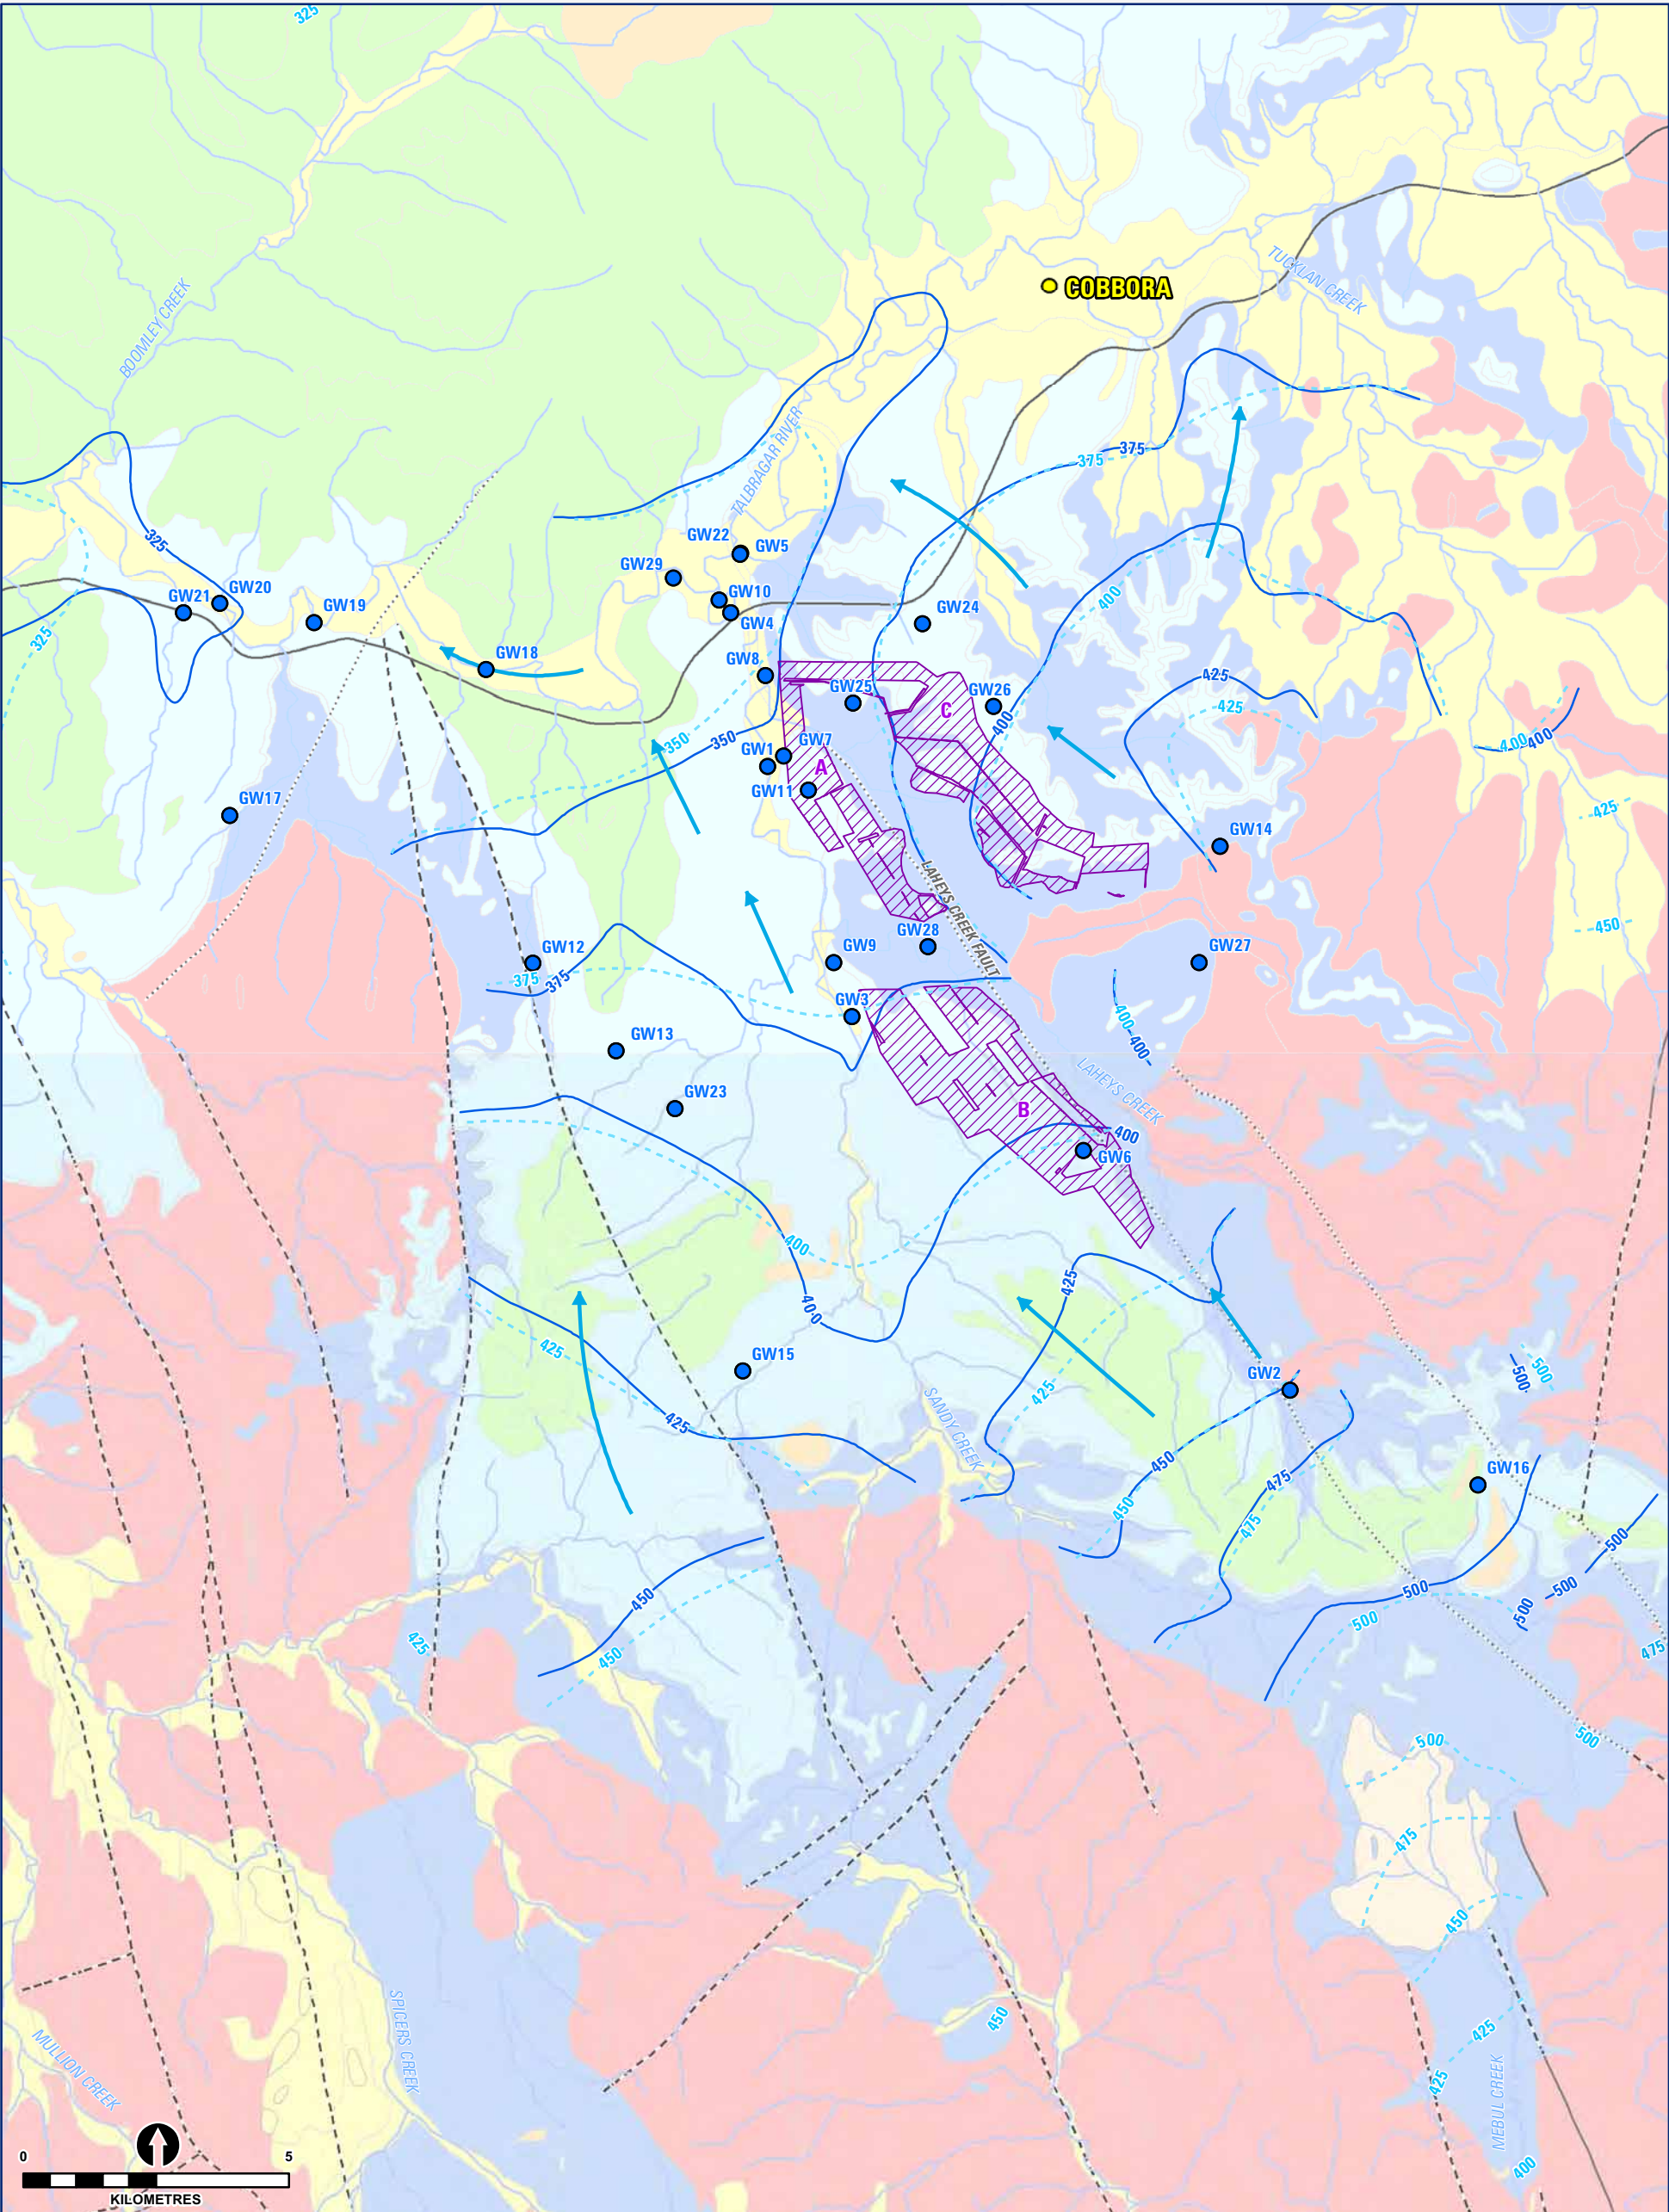 325
COBBORA
TUCKLAN CREEK
BOOMLEY CREEK
TALBRAGAR RIVER
375
375
325
GW22
GW5
GW29
400
GW21
GW20
GW10
GW19
GW4
GW24
325
GW18
GW8
425
GW25
GW26
425
C
400
350
350
GW1
GW7
400
400
A
GW11
GW17
425
GW14
LAHEYS CREEK FAULT
450
GW28
GW12
GW9
GW27
375
375
GW3
400
GW13
400
LAHEYS CREEK
GW23
B
400
GW6
400
425
400
425
GW15
GW2
500
500
425
SANDY CREEK
425
450
GW16
475
450
475
500
450
500
500
500
500
425
450
475
500
500
475
450
450
425
SPICERS CREEK
MULLION CREEK
425
MEBUL CREEK
400
0
5
KILOMETRES